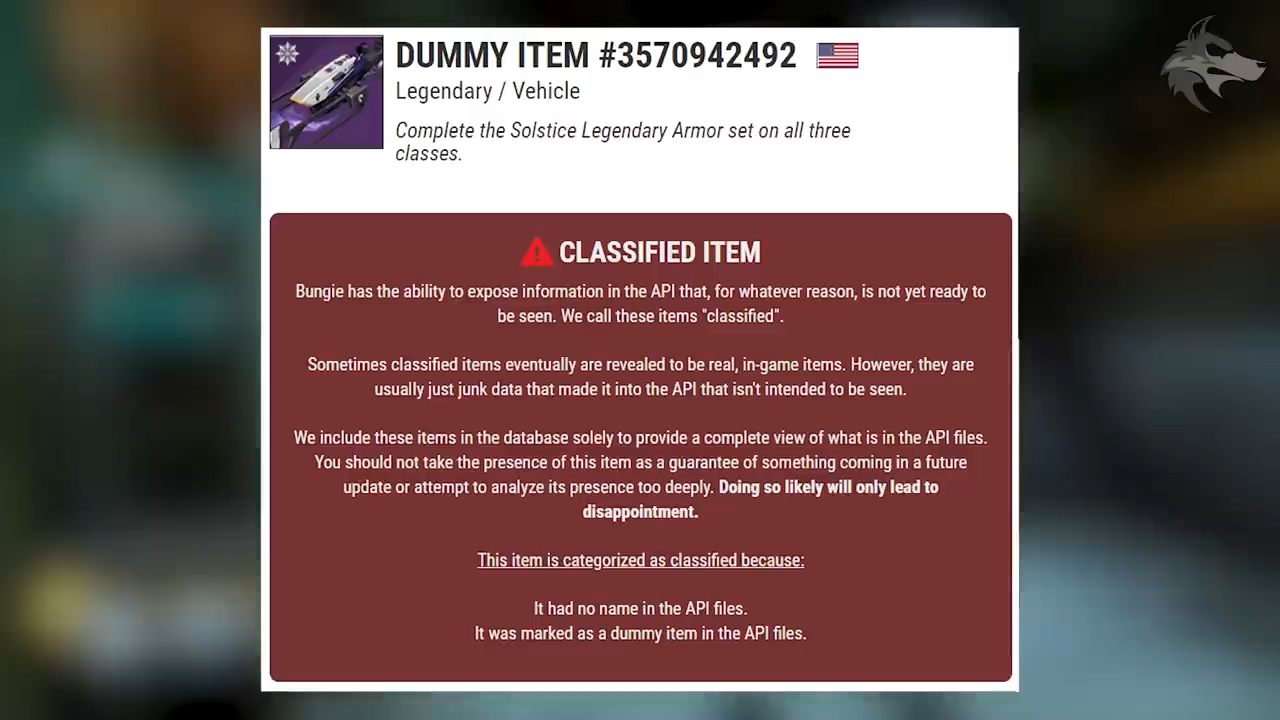 DUMMY ITEM #3570942492
Legendary / Vehicle
Complete the Solstice Legendary Armor set on all three
classes.
CLASSIFIED ITEM
Bungie has the ability to expose information in the API that, for whatever reason, is not yet ready to
be seen. We call these items "classified".
Sometimes classified items eventually are revealed to be real, in-game items. However, they are
usually just junk data that made it into the API that isn't intended to be seen.
We include these items in the database solely to provide a complete view of what is in the API files.
You should not take the presence of this item as a guarantee of something coming in a future
update or attempt to analyze its presence too deeply. Doing so likely will only lead to
disappointment.
This item is categorized as classified because:
It had no name in the API files.
It was marked as a dummy item in the API files.